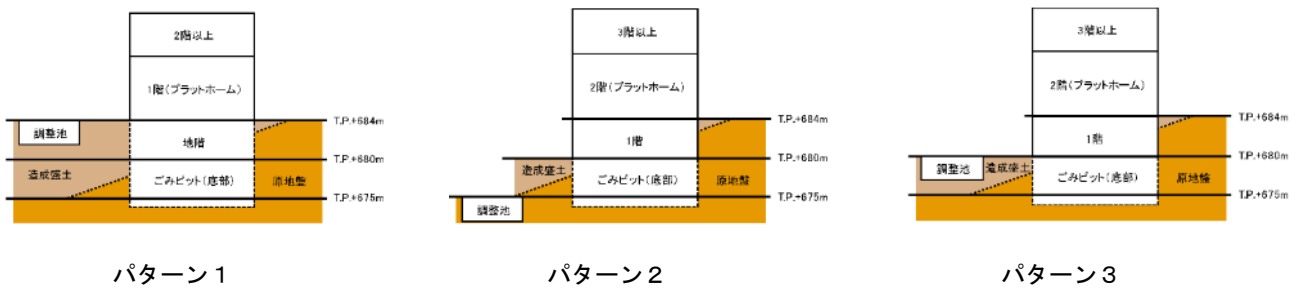 2階以上
1階(プラットホーム)
T.P.+684m
調整池
地階
T.P.+680m
造成盛土
ごみピット(底部)
原地盤
T.P.+675m
パターン1
3階以上
2階(プラットホーム)
T.P.+684m
1階
T.P.+680m
造成盛土
ごみピット(底部)
原地盤
T.P.+675m
調整池
パターン2
3階以上
2階(プラットホーム)
T.P.+684m
1階
T.P.+680m
調整池
造成盛土
ごみピット(底部)
原地盤
T.P.+675m
パターン3